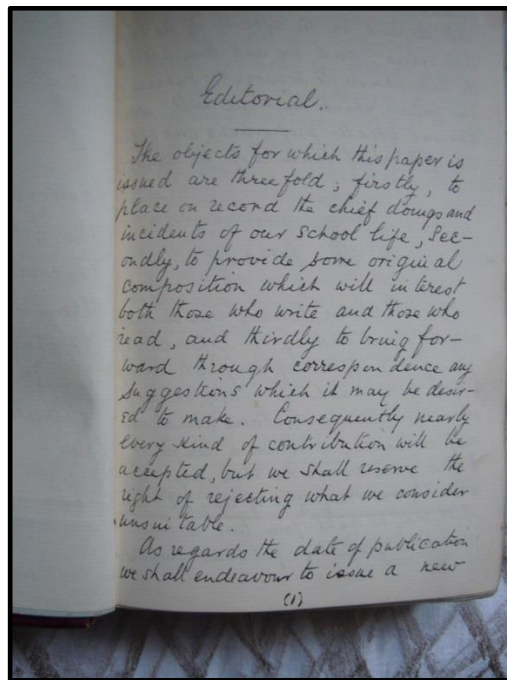 Editorial.
The objects for which this paper is
issued are threefold; firstly, to
place on record the chief doings and
incidents of our school life, Sec-
ondly, to provide some original
composition which will interest
both those who write and those who
read, and thirdly to bring for-
ward through correspondence any
suggestions which it may be desir-
ed to make. Consequently nearly
every kind of contribution will be
accepted, but we shall reserve the
right of rejecting what we consider
unsuitable.
As regards the date of publication
we shall endeavour to issue a new
(1)